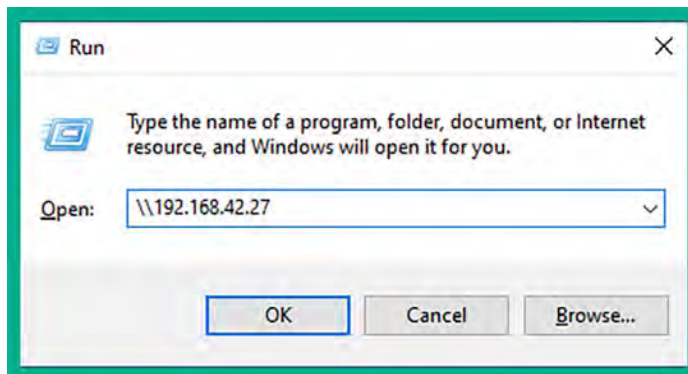 Run
Type the name of a program, folder, document, or Internet
resource, and Windows will open it for you.
Open:
\\192.168.42.27
OK
Cancel
Browse...